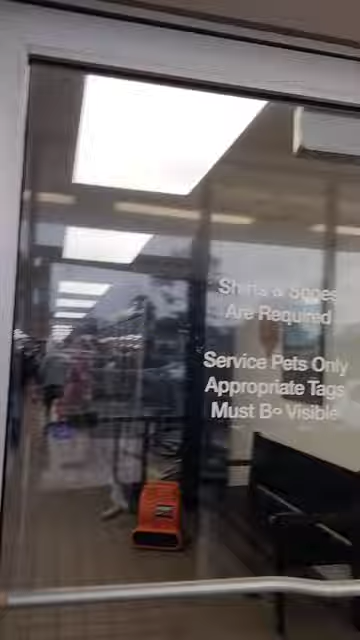 Shirts & Shoes
Are Required
Service Pets Only
Appropriate Tags
Must Be Visible